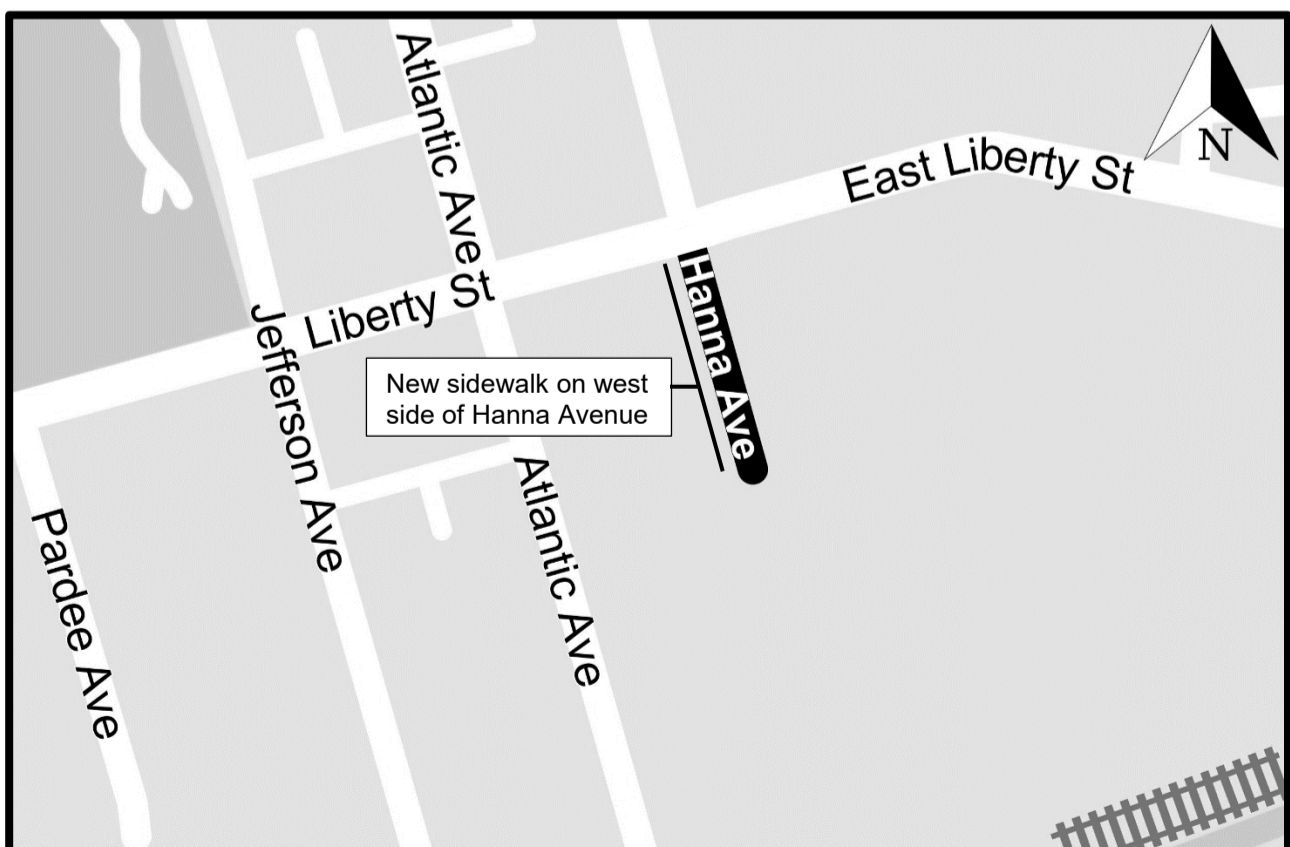 Atlantic Ave
N
East Liberty St
Liberty St
Hanna Ave
Jefferson Ave
New sidewalk on west
side of Hanna Avenue
Atlantic Ave
Pardee Ave